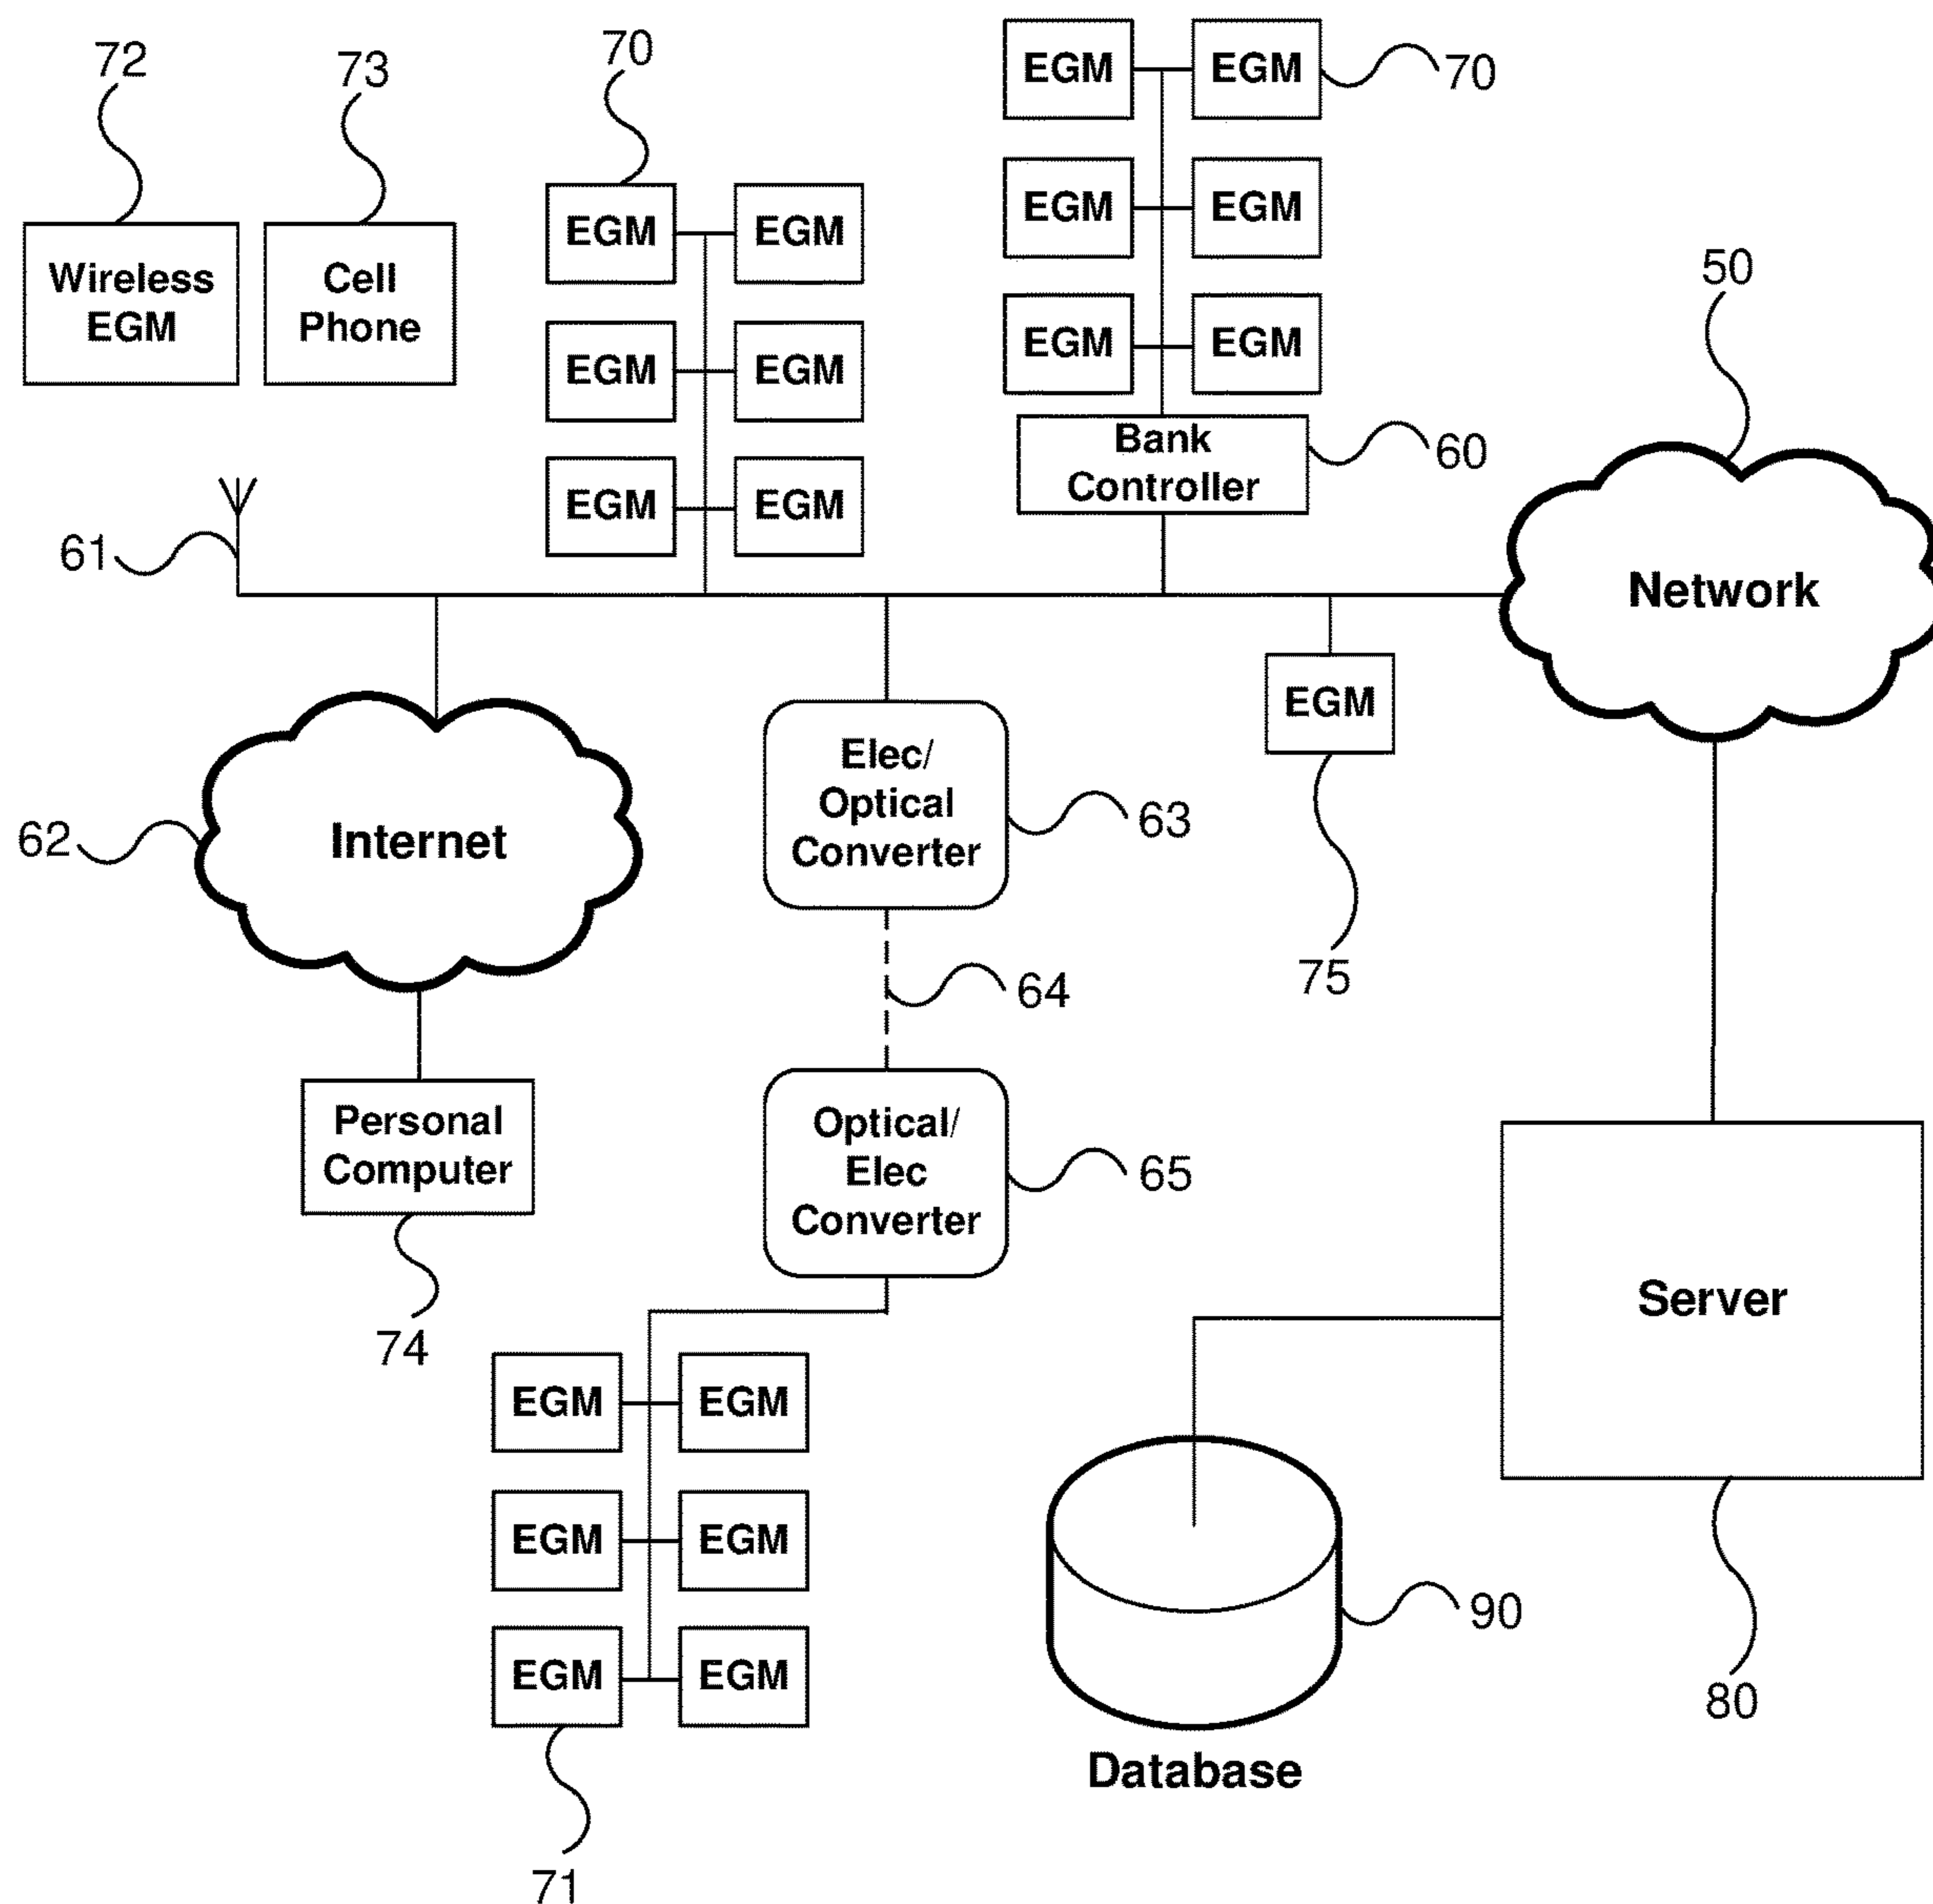 72
73
70
EGM
EGM
70
Wireless
EGM
Cell
Phone
EGM
EGM
EGM
EGM
EGM
EGM
EGM
EGM
EGM
EGM
50
Bank
Controller
60
61
Network
62
Internet
Elec/
Optical
Converter
63
EGM
75
64
Personal
Computer
74
Optical/
Elec
Converter
65
Server
80
EGM
EGM
EGM
EGM
EGM
EGM
71
90
Database